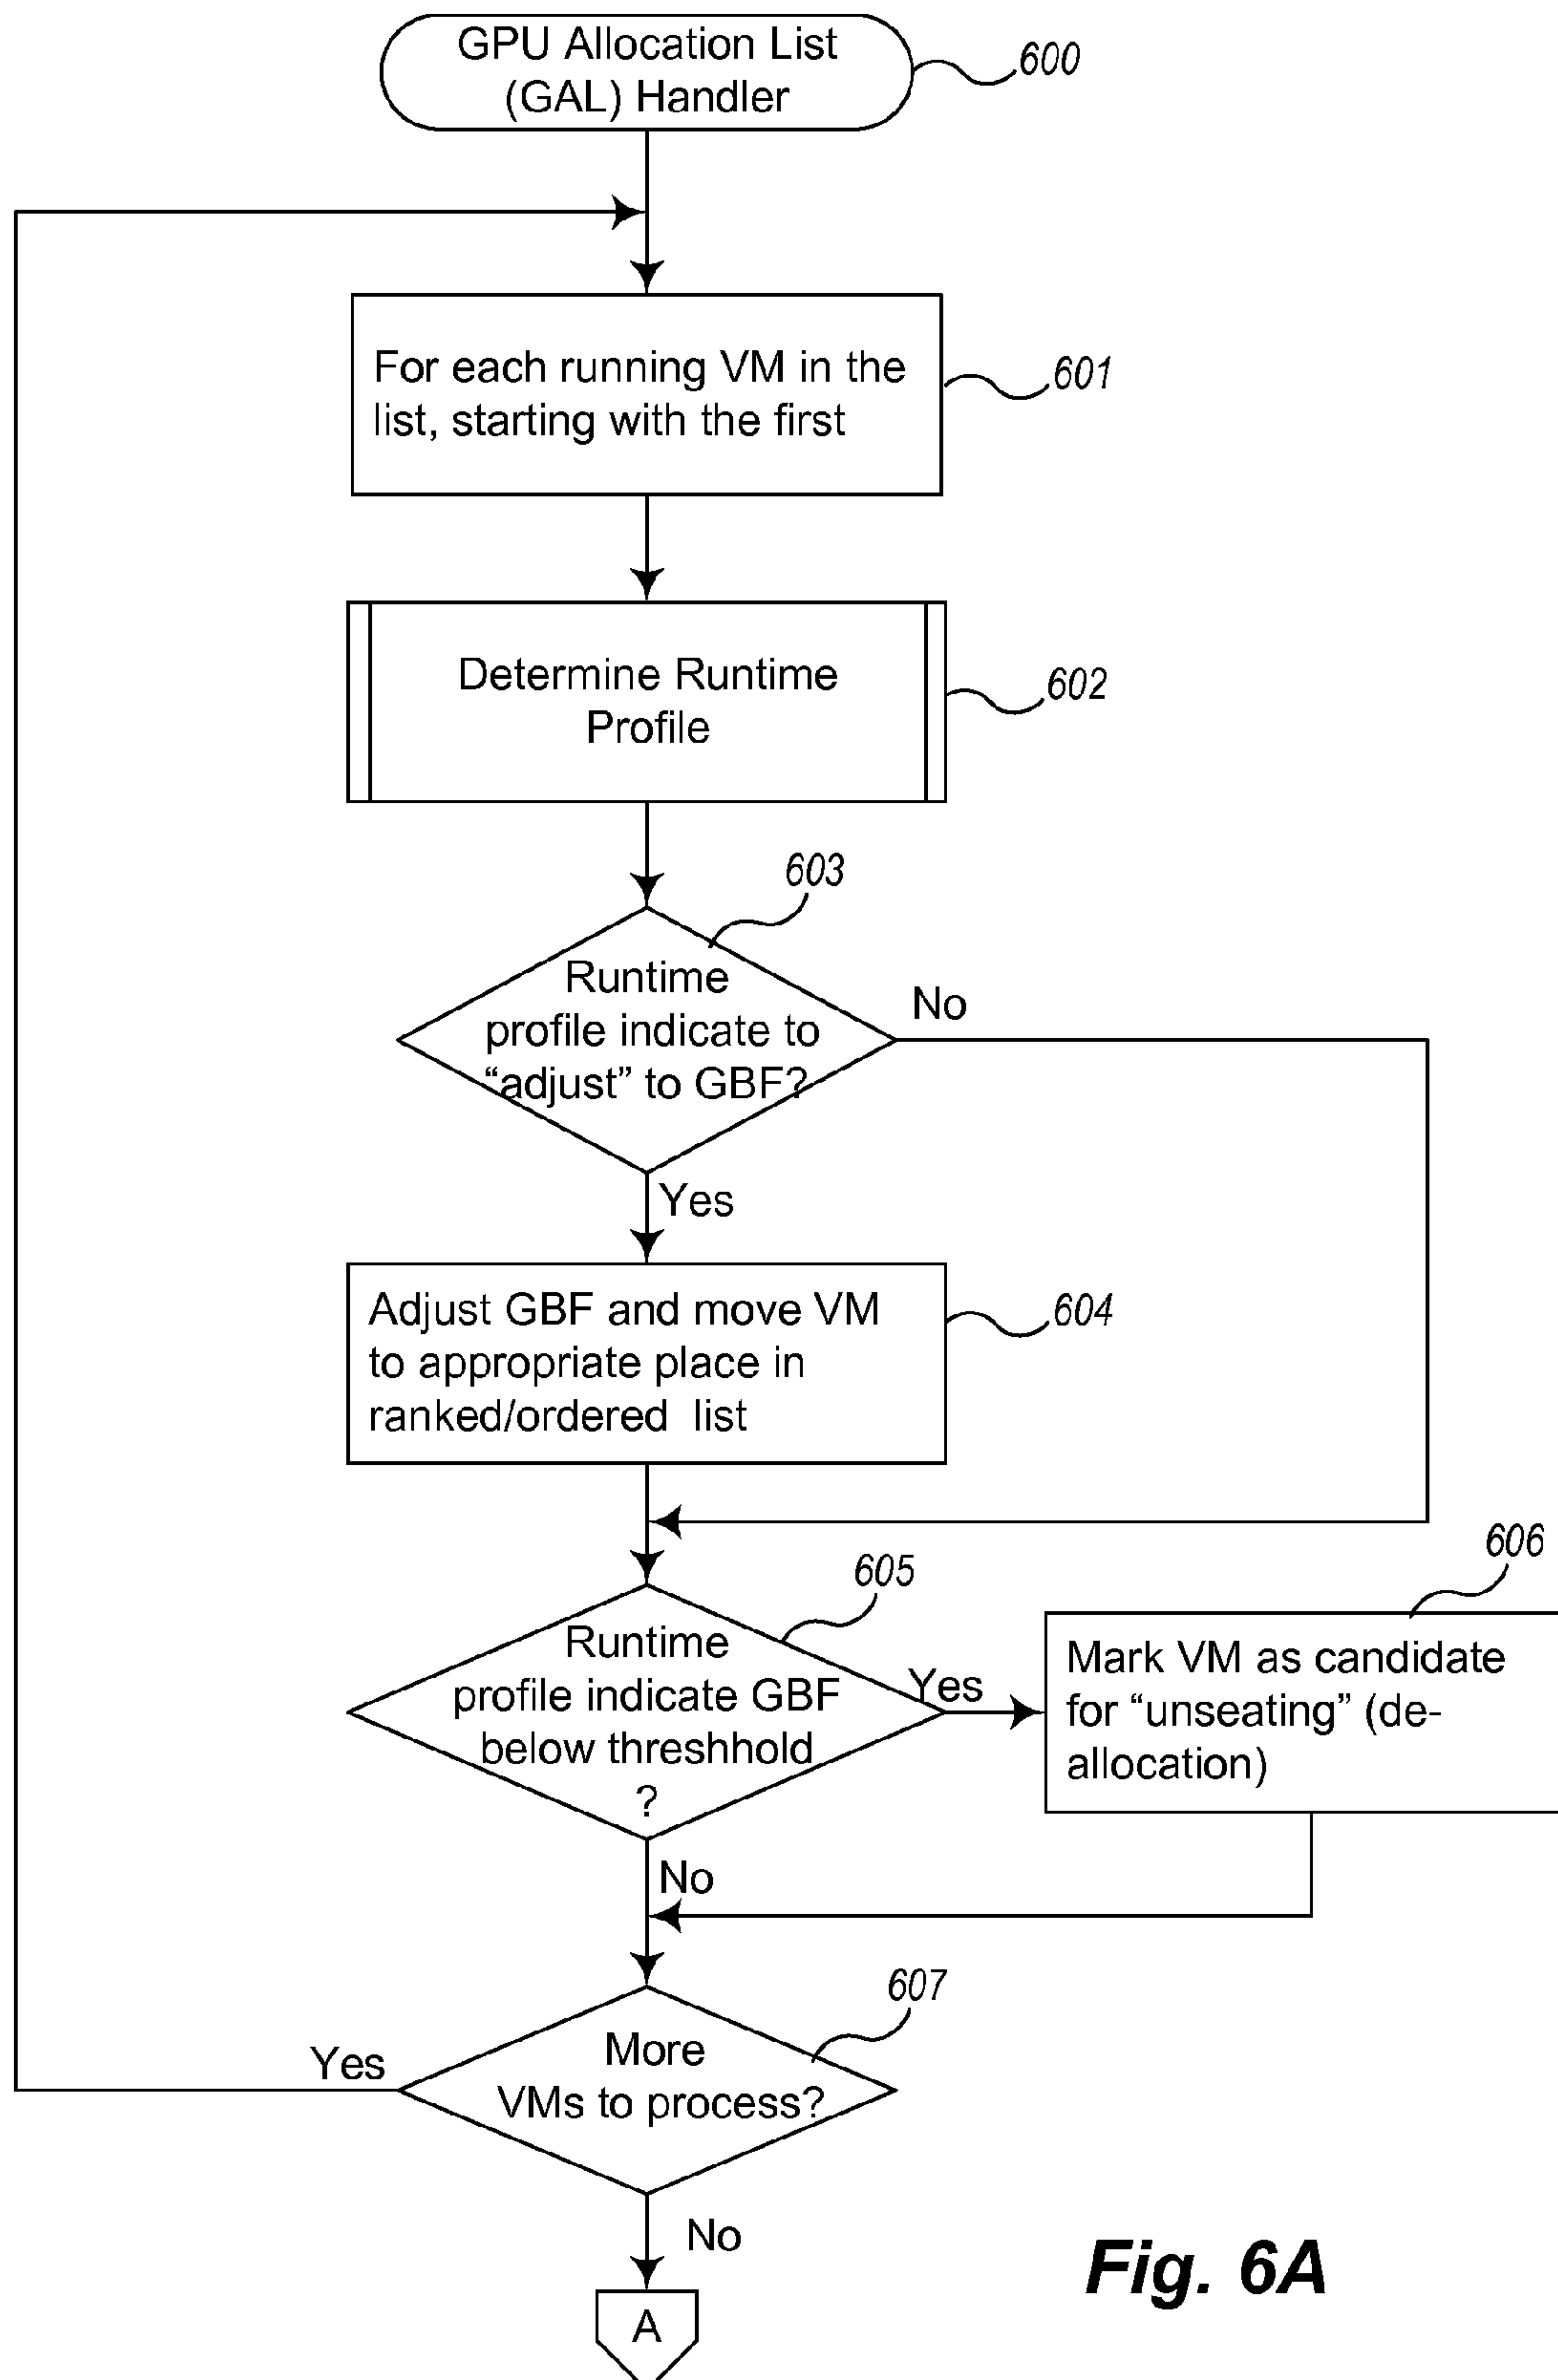 GPU Allocation List
(GAL) Handler
600
For each running VM in the
list, starting with the first
601
Determine Runtime
Profile
602
603
Runtime
profile indicate to
“adjust” to GBF?
No
Yes
Adjust GBF and move VM
to appropriate place in
ranked/ordered list
604
605
606
Runtime
profile indicate GBF
below threshhold
?
Yes
Mark VM as candidate
for “unseating” (de-
allocation)
No
607
More
VMs to process?
Yes
No
A
Fig. 6A